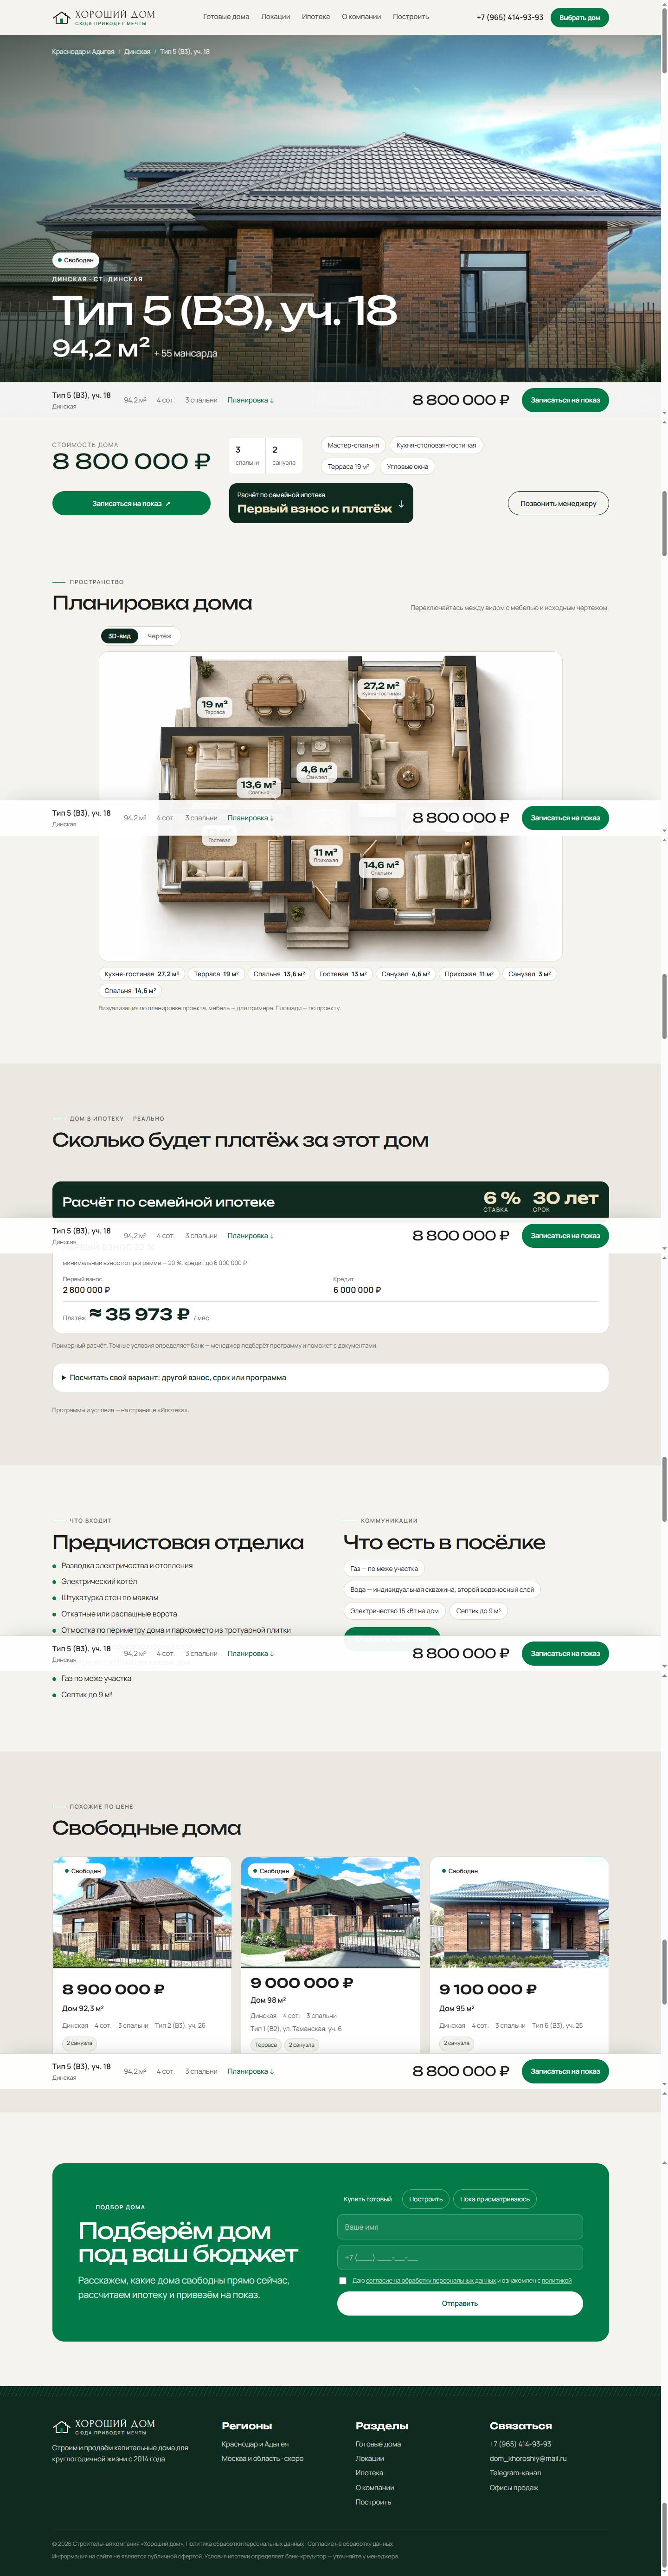 ХОРОШИЙ ДОМ
СЮДА ПРИВОДЯТ МЕЧТЫ
Готовые дома Локации Ипотека О компании Построить
+7 (965) 414-93-93
Выбрать дом
Краснодар и Адыгея / Динская / Тип 5 (В3), уч. 18
Свободен
ДИНСКАЯ · СТ. ДИНСКАЯ
Тип 5 (В3), уч. 18
94,2 м² + 55 мансарда
Тип 5 (В3), уч. 18
Динская
94,2 м² 4 сот. 3 спальни Планировка ↓
8 800 000 ₽
Записаться на показ
СТОИМОСТЬ ДОМА
8 800 000 ₽
3 спальни
2 санузла
Мастер-спальня Кухня-столовая-гостиная
Терраса 19 м² Угловые окна
Записаться на показ ↗
Расчёт по семейной ипотеке
Первый взнос и платёж ↓
Позвонить менеджеру
ПРОСТРАНСТВО
Планировка дома
Переключайтесь между видом с мебелью и исходным чертежом.
3D-вид Чертёж
27,2 м²
Кухня-гостиная
19 м²
Терраса
4,6 м²
Санузел
13,6 м²
Спальня
Тип 5 (В3), уч. 18
Динская
94,2 м² 4 сот. 3 спальни Планировка ↓
8 800 000 ₽
Записаться на показ
Гостевая
11 м²
Прихожая
14,6 м²
Спальня
Кухня-гостиная 27,2 м² Терраса 19 м² Спальня 13,6 м² Гостевая 13 м² Санузел 4,6 м² Прихожая 11 м² Санузел 3 м²
Спальня 14,6 м²
Визуализация по планировке проекта, мебель — для примера. Площади — по проекту.
ДОМ В ИПОТЕКУ — РЕАЛЬНО
Сколько будет платёж за этот дом
Расчёт по семейной ипотеке
6 % СТАВКА
30 лет СРОК
Тип 5 (В3), уч. 18
Динская
94,2 м² 4 сот. 3 спальни Планировка ↓
8 800 000 ₽
Записаться на показ
минимальный взнос по программе — 20 %, кредит до 6 000 000 ₽
Первый взнос
2 800 000 ₽
Кредит
6 000 000 ₽
Платёж ≈ 35 973 ₽ / мес.
Примерный расчёт. Точные условия определяет банк — менеджер подберёт программу и поможет с документами.
▶ Посчитать свой вариант: другой взнос, срок или программа
Программы и условия — на странице «Ипотека».
ЧТО ВХОДИТ
Предчистовая отделка
Разводка электричества и отопления
Электрический котёл
Штукатурка стен по маякам
Откатные или распашные ворота
Отмостка по периметру дома и паркоместо из тротуарной плитки
КОММУНИКАЦИИ
Что есть в посёлке
Газ — по меже участка
Вода — индивидуальная скважина, второй водоносный слой
Электричество 15 кВт на дом Септик до 9 м³
Тип 5 (В3), уч. 18
Динская
94,2 м² 4 сот. 3 спальни Планировка ↓
8 800 000 ₽
Записаться на показ
Газ по меже участка
Септик до 9 м³
ПОХОЖИЕ ПО ЦЕНЕ
Свободные дома
Свободен
8 900 000 ₽
Дом 92,3 м²
Динская 4 сот. 3 спальни Тип 2 (В3), уч. 26
2 санузла
Свободен
9 000 000 ₽
Дом 98 м²
Динская 4 сот. 3 спальни
Тип 1 (В2), ул. Таманская, уч. 6
Терраса 2 санузла
Свободен
9 100 000 ₽
Дом 95 м²
Динская 4 сот. 3 спальни Тип 6 (В3), уч. 25
2 санузла
Тип 5 (В3), уч. 18
Динская
94,2 м² 4 сот. 3 спальни Планировка ↓
8 800 000 ₽
Записаться на показ
ПОДБОР ДОМА
Подберём дом
под ваш бюджет
Расскажем, какие дома свободны прямо сейчас,
рассчитаем ипотеку и привезём на показ.
Купить готовый Построить Пока присматриваюсь
Ваше имя
+7 (___) ___-__-__
Даю согласие на обработку персональных данных и ознакомлен с политикой
Отправить
ХОРОШИЙ ДОМ
СЮДА ПРИВОДЯТ МЕЧТЫ
Строим и продаём капитальные дома для
круглогодичной жизни с 2014 года.
Регионы
Краснодар и Адыгея
Москва и область · скоро
Разделы
Готовые дома
Локации
Ипотека
О компании
Построить
Связаться
+7 (965) 414-93-93
dom_khoroshiy@mail.ru
Telegram-канал
Офисы продаж
© 2026 Строительная компания «Хороший дом». Политика обработки персональных данных · Согласие на обработку данных
Информация на сайте не является публичной офертой. Условия ипотеки определяет банк-кредитор — уточняйте у менеджера.